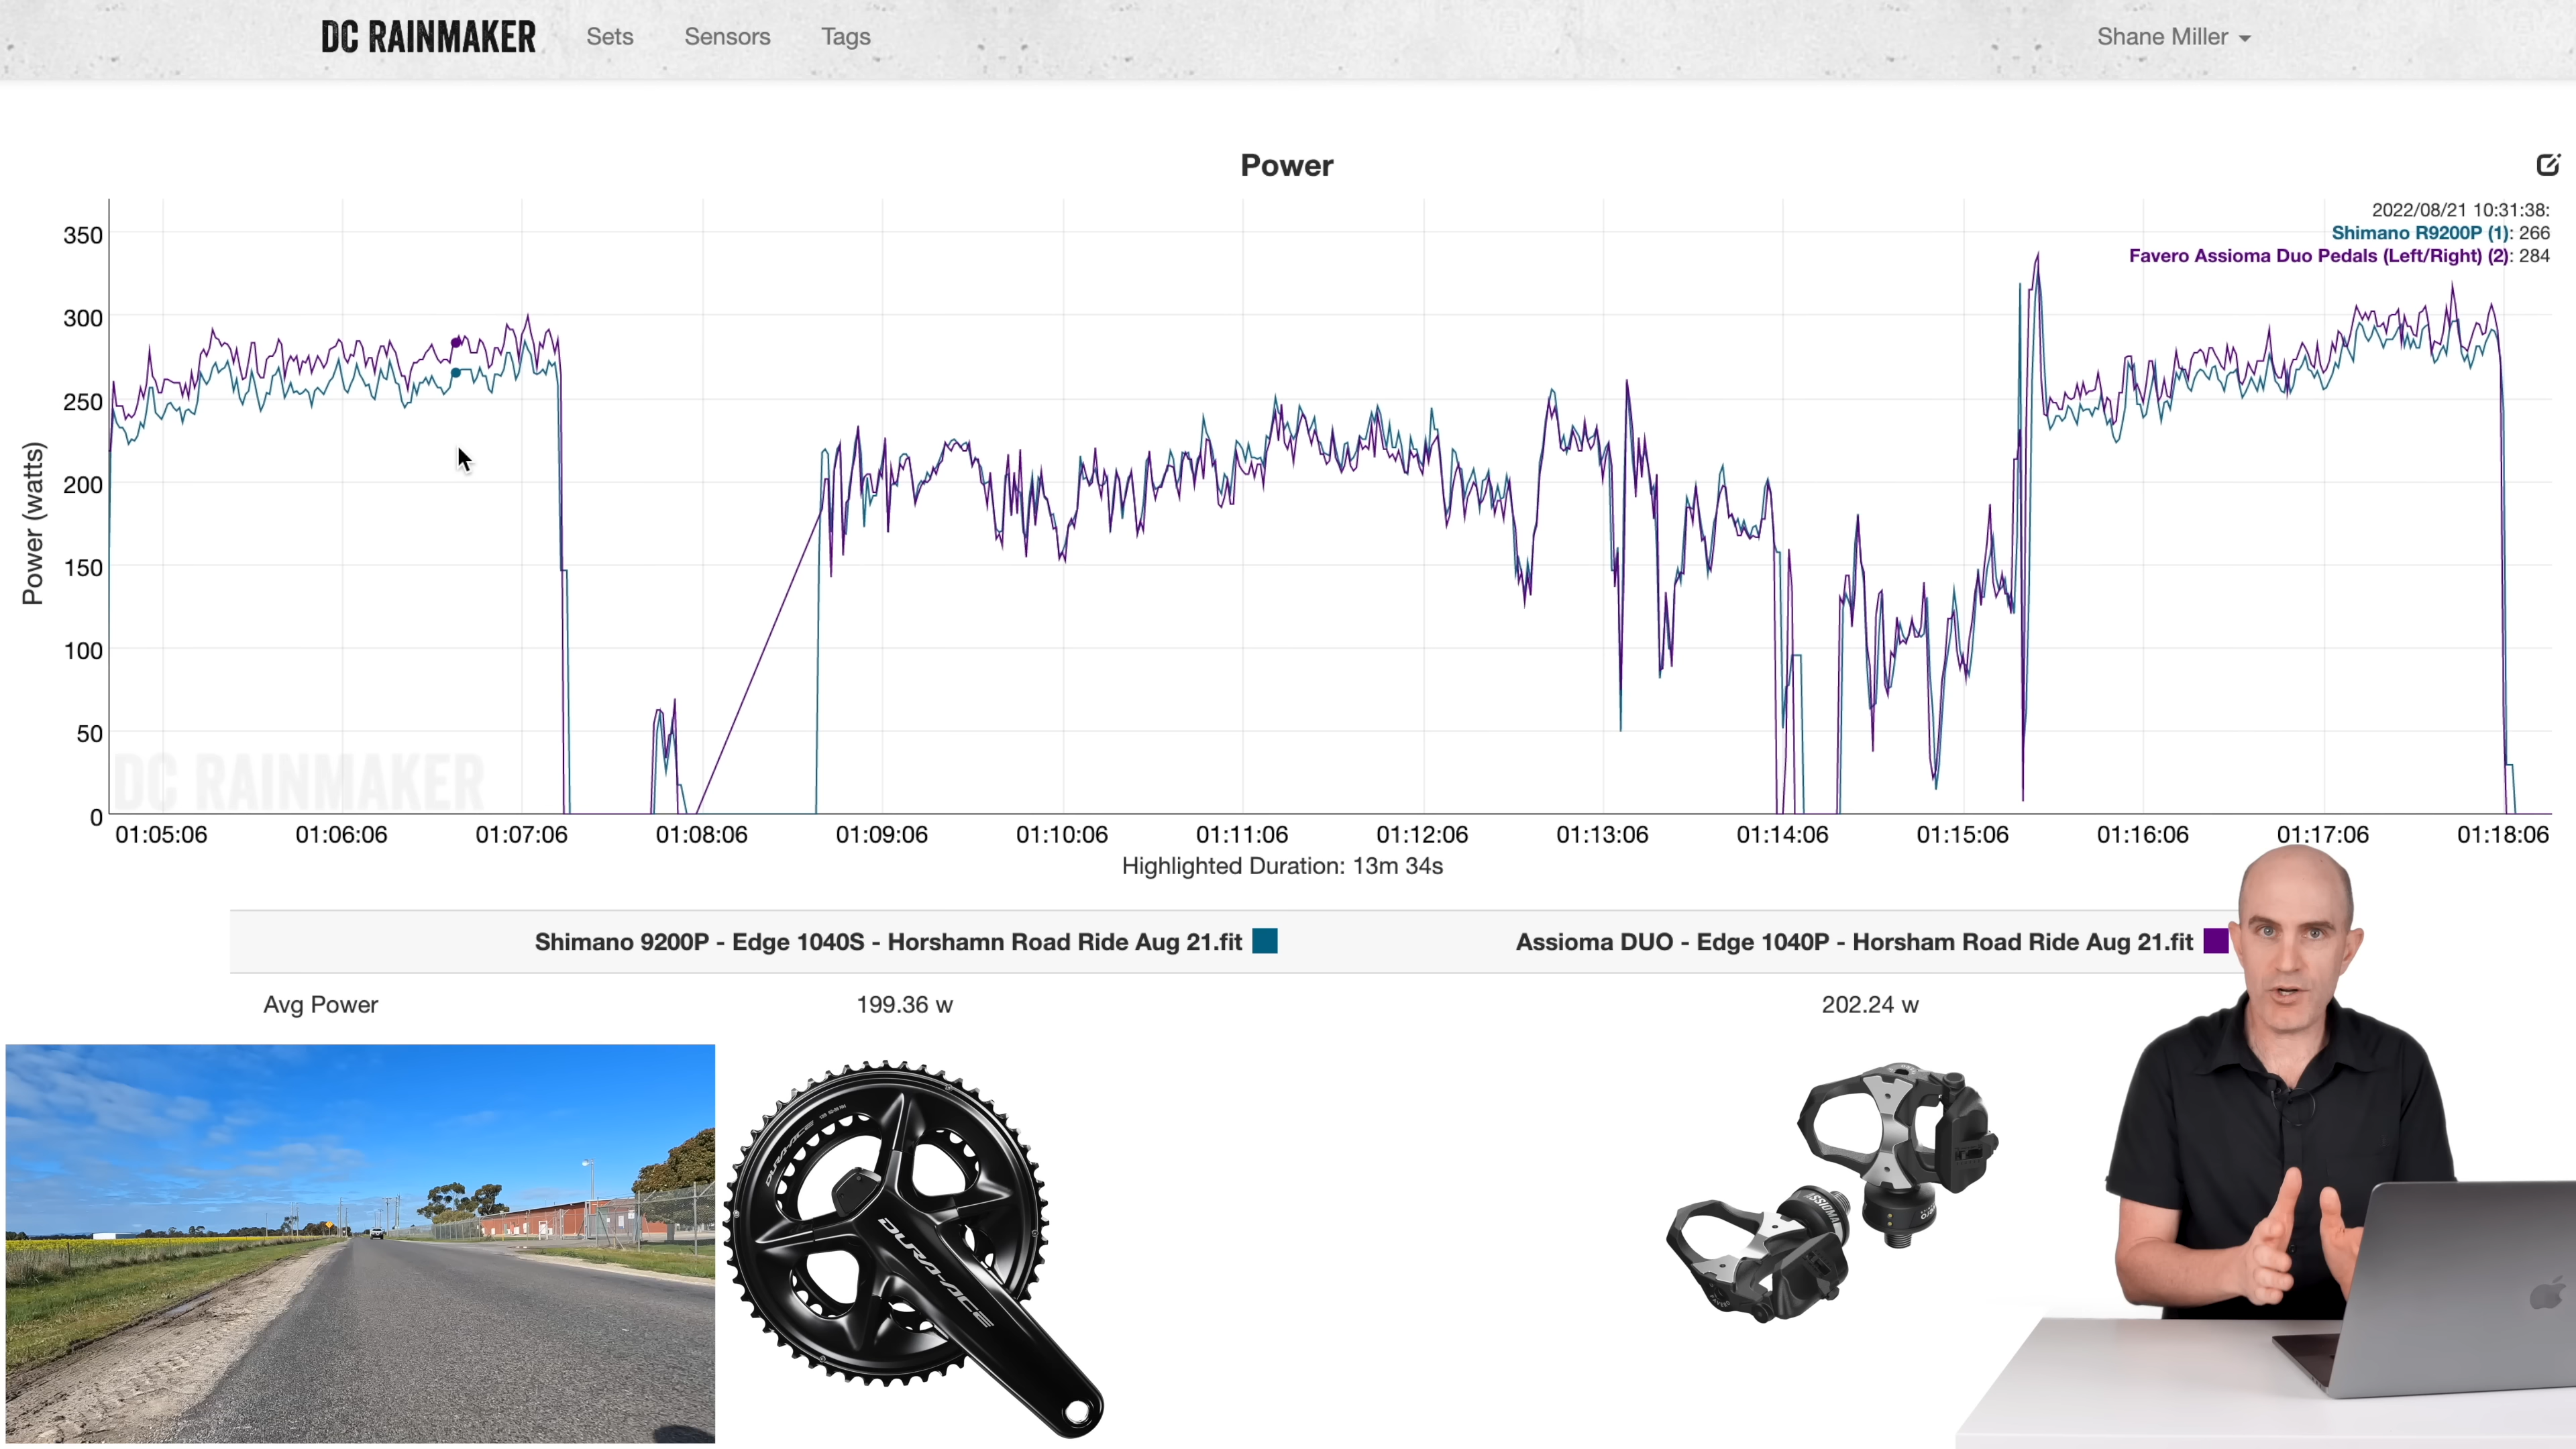 DC RAINMAKER
Sets
Sensors
Tags
Shane Miller
Power
2022/08/21 10:31:38:
Shimano R9200P (1): 266
Favero Assioma Duo Pedals (Left/Right) (2): 284
Power (watts)
350
300
250
200
150
100
50
0
DC RAINMAKER
01:05:06 01:06:06 01:07:06 01:08:06 01:09:06 01:10:06 01:11:06 01:12:06 01:13:06 01:14:06 01:15:06 01:16:06 01:17:06 01:18:06
Highlighted Duration: 13m 34s
Shimano 9200P - Edge 1040S - Horshamn Road Ride Aug 21.fit
Assioma DUO - Edge 1040P - Horsham Road Ride Aug 21.fit
Avg Power 199.36 w 202.24 w
DURA-ACE
DURA-ACE
ASSIOMA